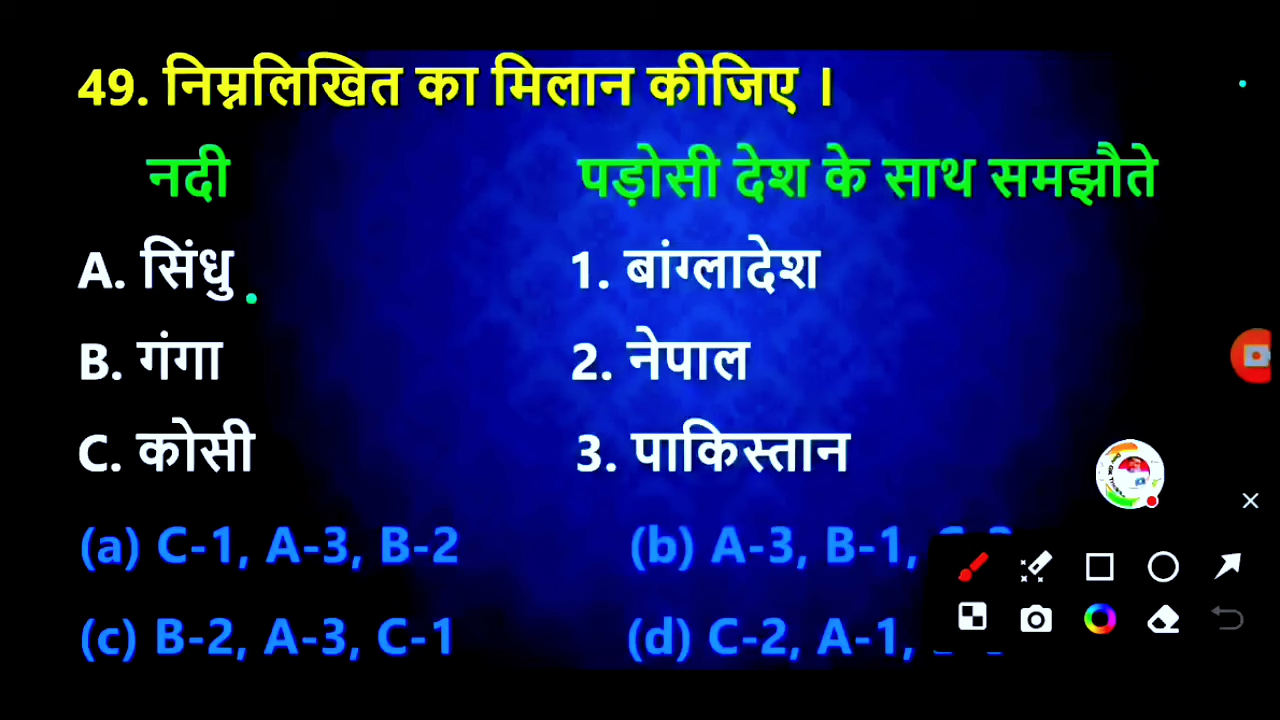 49. निम्नलिखित का मिलान कीजिए ।
नदी पड़ोसी देश के साथ समझौते
A. सिंधु 1. बांग्लादेश
B. गंगा 2. नेपाल
C. कोसी 3. पाकिस्तान
(a) C-1, A-3, B-2 (b) A-3, B-1,
(c) B-2, A-3, C-1 (d) C-2, A-1,